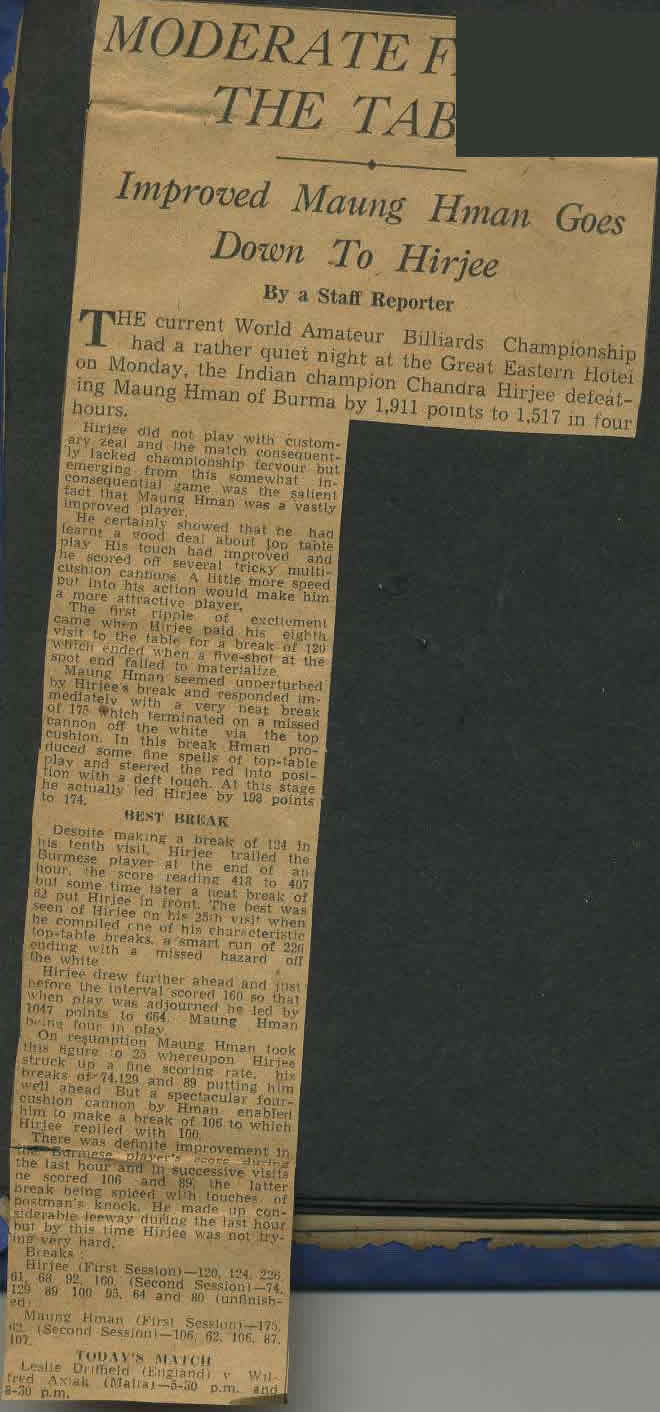 MODERATE F
THE TAB
Improved Maung Hman Goes
Down To Hirjee
By a Staff Reporter
THE current World Amateur Billiards Championship
had a rather quiet night at the Great Eastern Hotel
on Monday, the Indian champion Chandra Hirjee defeat-
ing Maung Hman of Burma by 1,911 points to 1,517 in four
hours.
Hirjee did not play with custom-
ary zeal and the match consequent-
ly lacked championship fervour but
emerging from this somewhat in-
consequential game was the salient
fact that Maung Hman was a vastly
improved player.
He certainly showed that he had
learnt a good deal about top table
play His touch had improved and
he scored off several tricky multi-
cushion cannons A little more speed
put into his action would make him
a more attractive player.
The first ripple of excitement
came when Hirjee paid his eighth
visit to the table for a break of 120
which ended when a five-shot at the
spot end failed to materialize.
Maung Hman seemed unperturbed
by Hirjee's break and responded im-
mediately with a very neat break
of 175 which terminated on a missed
cannon off the white via the top
cushion. In this break Hman pro-
duced some fine spells of top-table
play and steered the red into posi-
tion with a deft touch. At this stage
he actually led Hirjee by 198 points
to 174.
BEST BREAK
Despite making a break of 124 in
his tenth visit, Hirjee trailed the
Burmese player at the end of an
hour, the score reading 413 to 407
but some time later a neat break of
62 put Hirjee in front. The best was
seen of Hirjee on his 25th visit when
he compiled one of his characteristic
top-table breaks, a smart run of 226
ending with a missed hazard off
the white
Hirjee drew further ahead and just
before the interval scored 160 so that
when play was adjourned he led by
1047 points to 664. Maung Hman
being four in play.
On resumption Maung Hman took
this figure to 25 whereupon Hirjee
struck up a fine scoring rate, his
breaks of 74,129 and 89 putting him
well ahead But a spectacular four-
cushion cannon by Hman enabled
him to make a break of 106 to which
Hirjee replied with 100.
There was definite improvement in
the Burmese player's score during
the last hour and in successive visits
he scored 106 and 89, the latter
break being spiced with touches of
postman's knock. He made up con-
siderable leeway during the last hour
but by this time Hirjee was not try-
ing very hard.
Breaks :
Hirjee (First Session)—120, 124, 226,
61, 68 92, 160, (Second Session)—74,
129 89 100 95, 64 and 80 (unfinish-
ed)
Maung Hman (First Session)—175,
62, (Second Session)—106, 62, 106, 87,
107.
TODAY'S MATCH
Leslie Driffield (England) v Wil-
fred Axiak (Malta)—5-30 p.m. and
8-30 p.m.